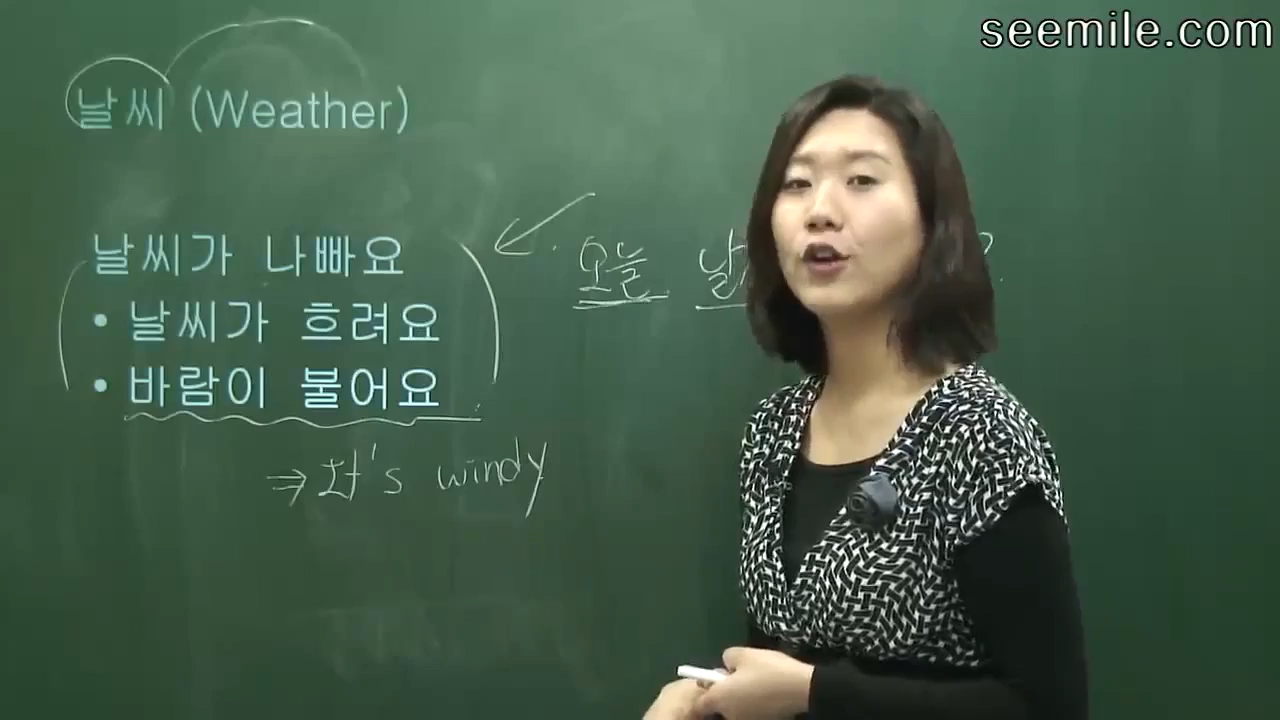 seemile.com
날씨 (Weather)
날씨가 나빠요
오늘 날 ?
• 날씨가 흐려요
• 바람이 불어요
⇒ It's windy